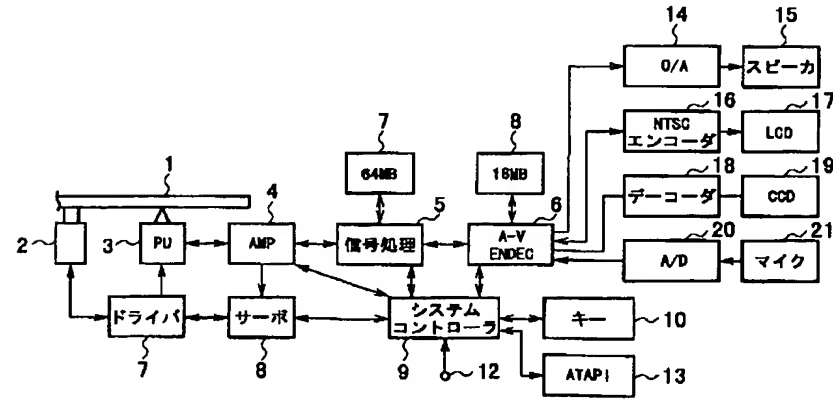 14
15
O/A
スピーカ
16
17
NTSC
エンコーダ
LCD
7
8
18
19
64MB
16MB
デーコーダ
CCD
1
4
5
6
20
21
2
3
PU
AMP
信号処理
A-V
ENDEC
A/D
マイク
ドライバ
サーボ
システム
コントローラ
キー
10
7
8
9
12
ATAPI
13